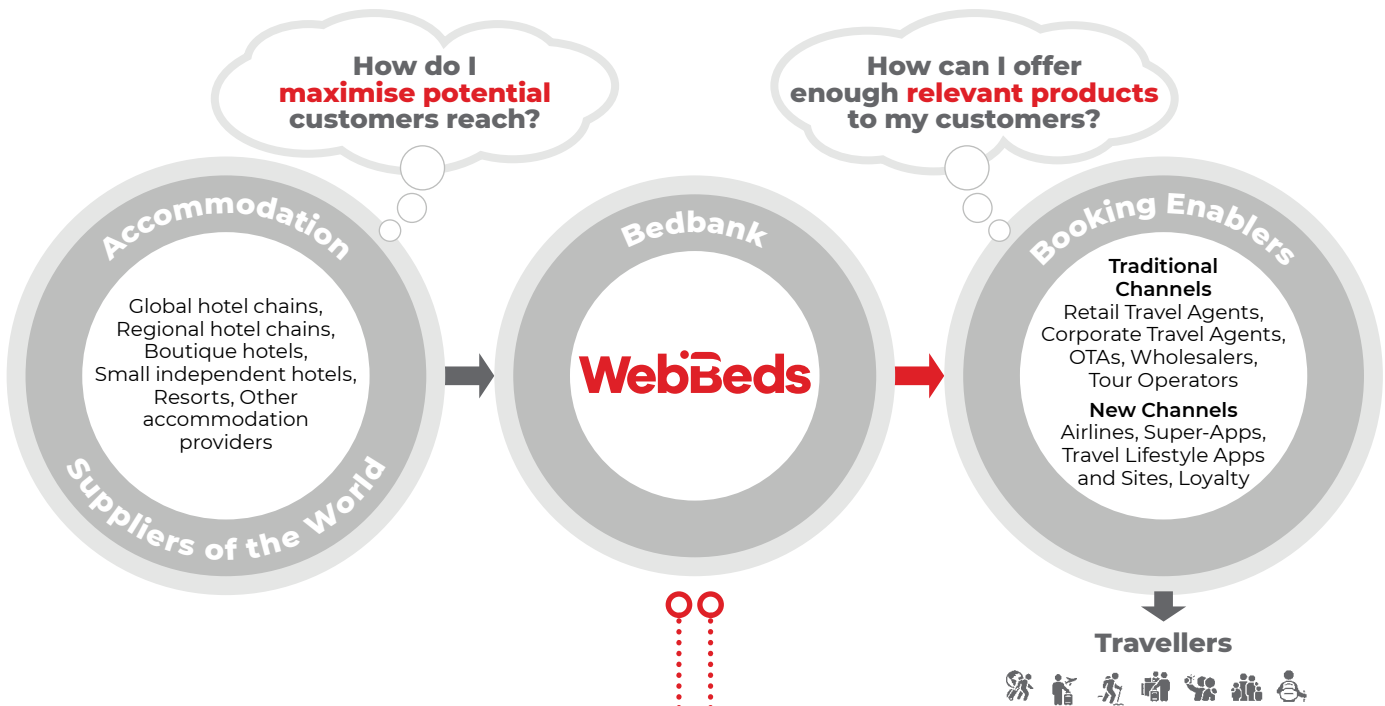 How do I
maximise potential
customers reach?
How can I offer
enough relevant products
to my customers?
Accommodation
Global hotel chains,
Regional hotel chains,
Boutique hotels,
Small independent hotels,
Resorts, Other
accommodation
providers
Suppliers of the World
Bedbank
WebBeds
Booking Enablers
Traditional
Channels
Retail Travel Agents,
Corporate Travel Agents,
OTAs, Wholesalers,
Tour Operators
New Channels
Airlines, Super-Apps,
Travel Lifestyle Apps
and Sites, Loyalty
Travellers